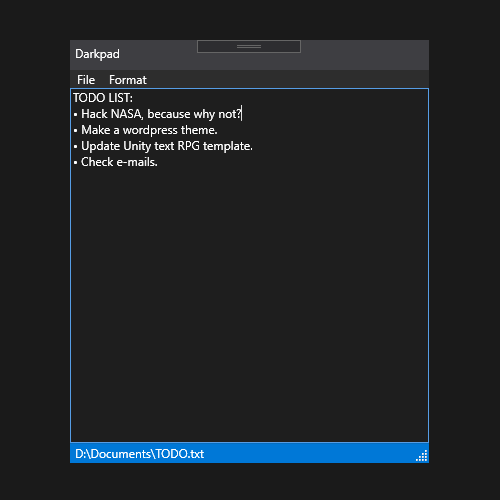 Darkpad
File Format
TODO LIST:
▪ Hack NASA, because why not?
▪ Make a wordpress theme.
▪ Update Unity text RPG template.
▪ Check e-mails.
D:\Documents\TODO.txt